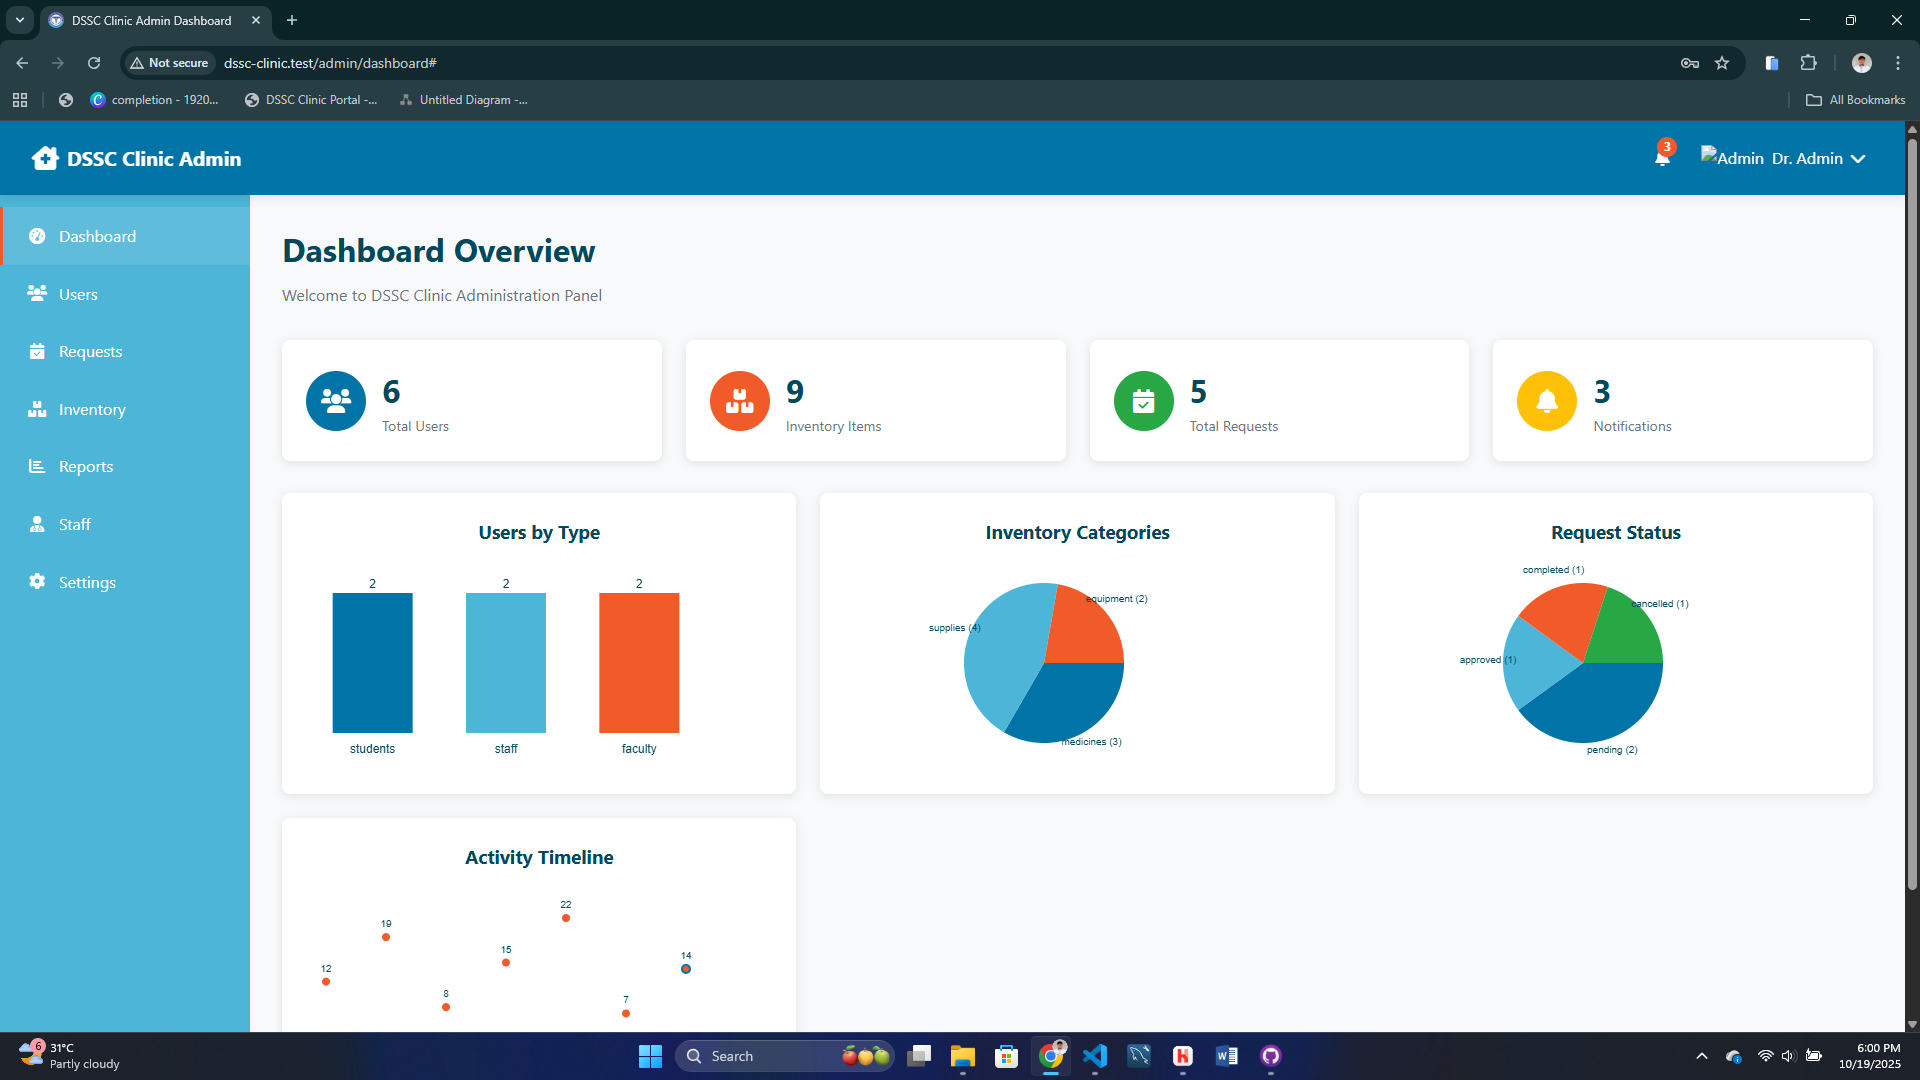 DSSC Clinic Admin Dashboard
Not secure
dssc-clinic.test/admin/dashboard#
completion - 1920...
DSSC Clinic Portal -...
Untitled Diagram -...
All Bookmarks
DSSC Clinic Admin
3
Admin
Dr. Admin
Dashboard
Users
Requests
Inventory
Reports
Staff
Settings
Dashboard Overview
Welcome to DSSC Clinic Administration Panel
6
Total Users
9
Inventory Items
5
Total Requests
3
Notifications
Users by Type
2
2
2
students
staff
faculty
Inventory Categories
equipment (2)
supplies (4)
medicines (3)
Request Status
completed (1)
cancelled (1)
approved (1)
pending (2)
Activity Timeline
22
19
15
14
12
8
7
6
31°C
Partly cloudy
Search
6:00 PM
10/19/2025